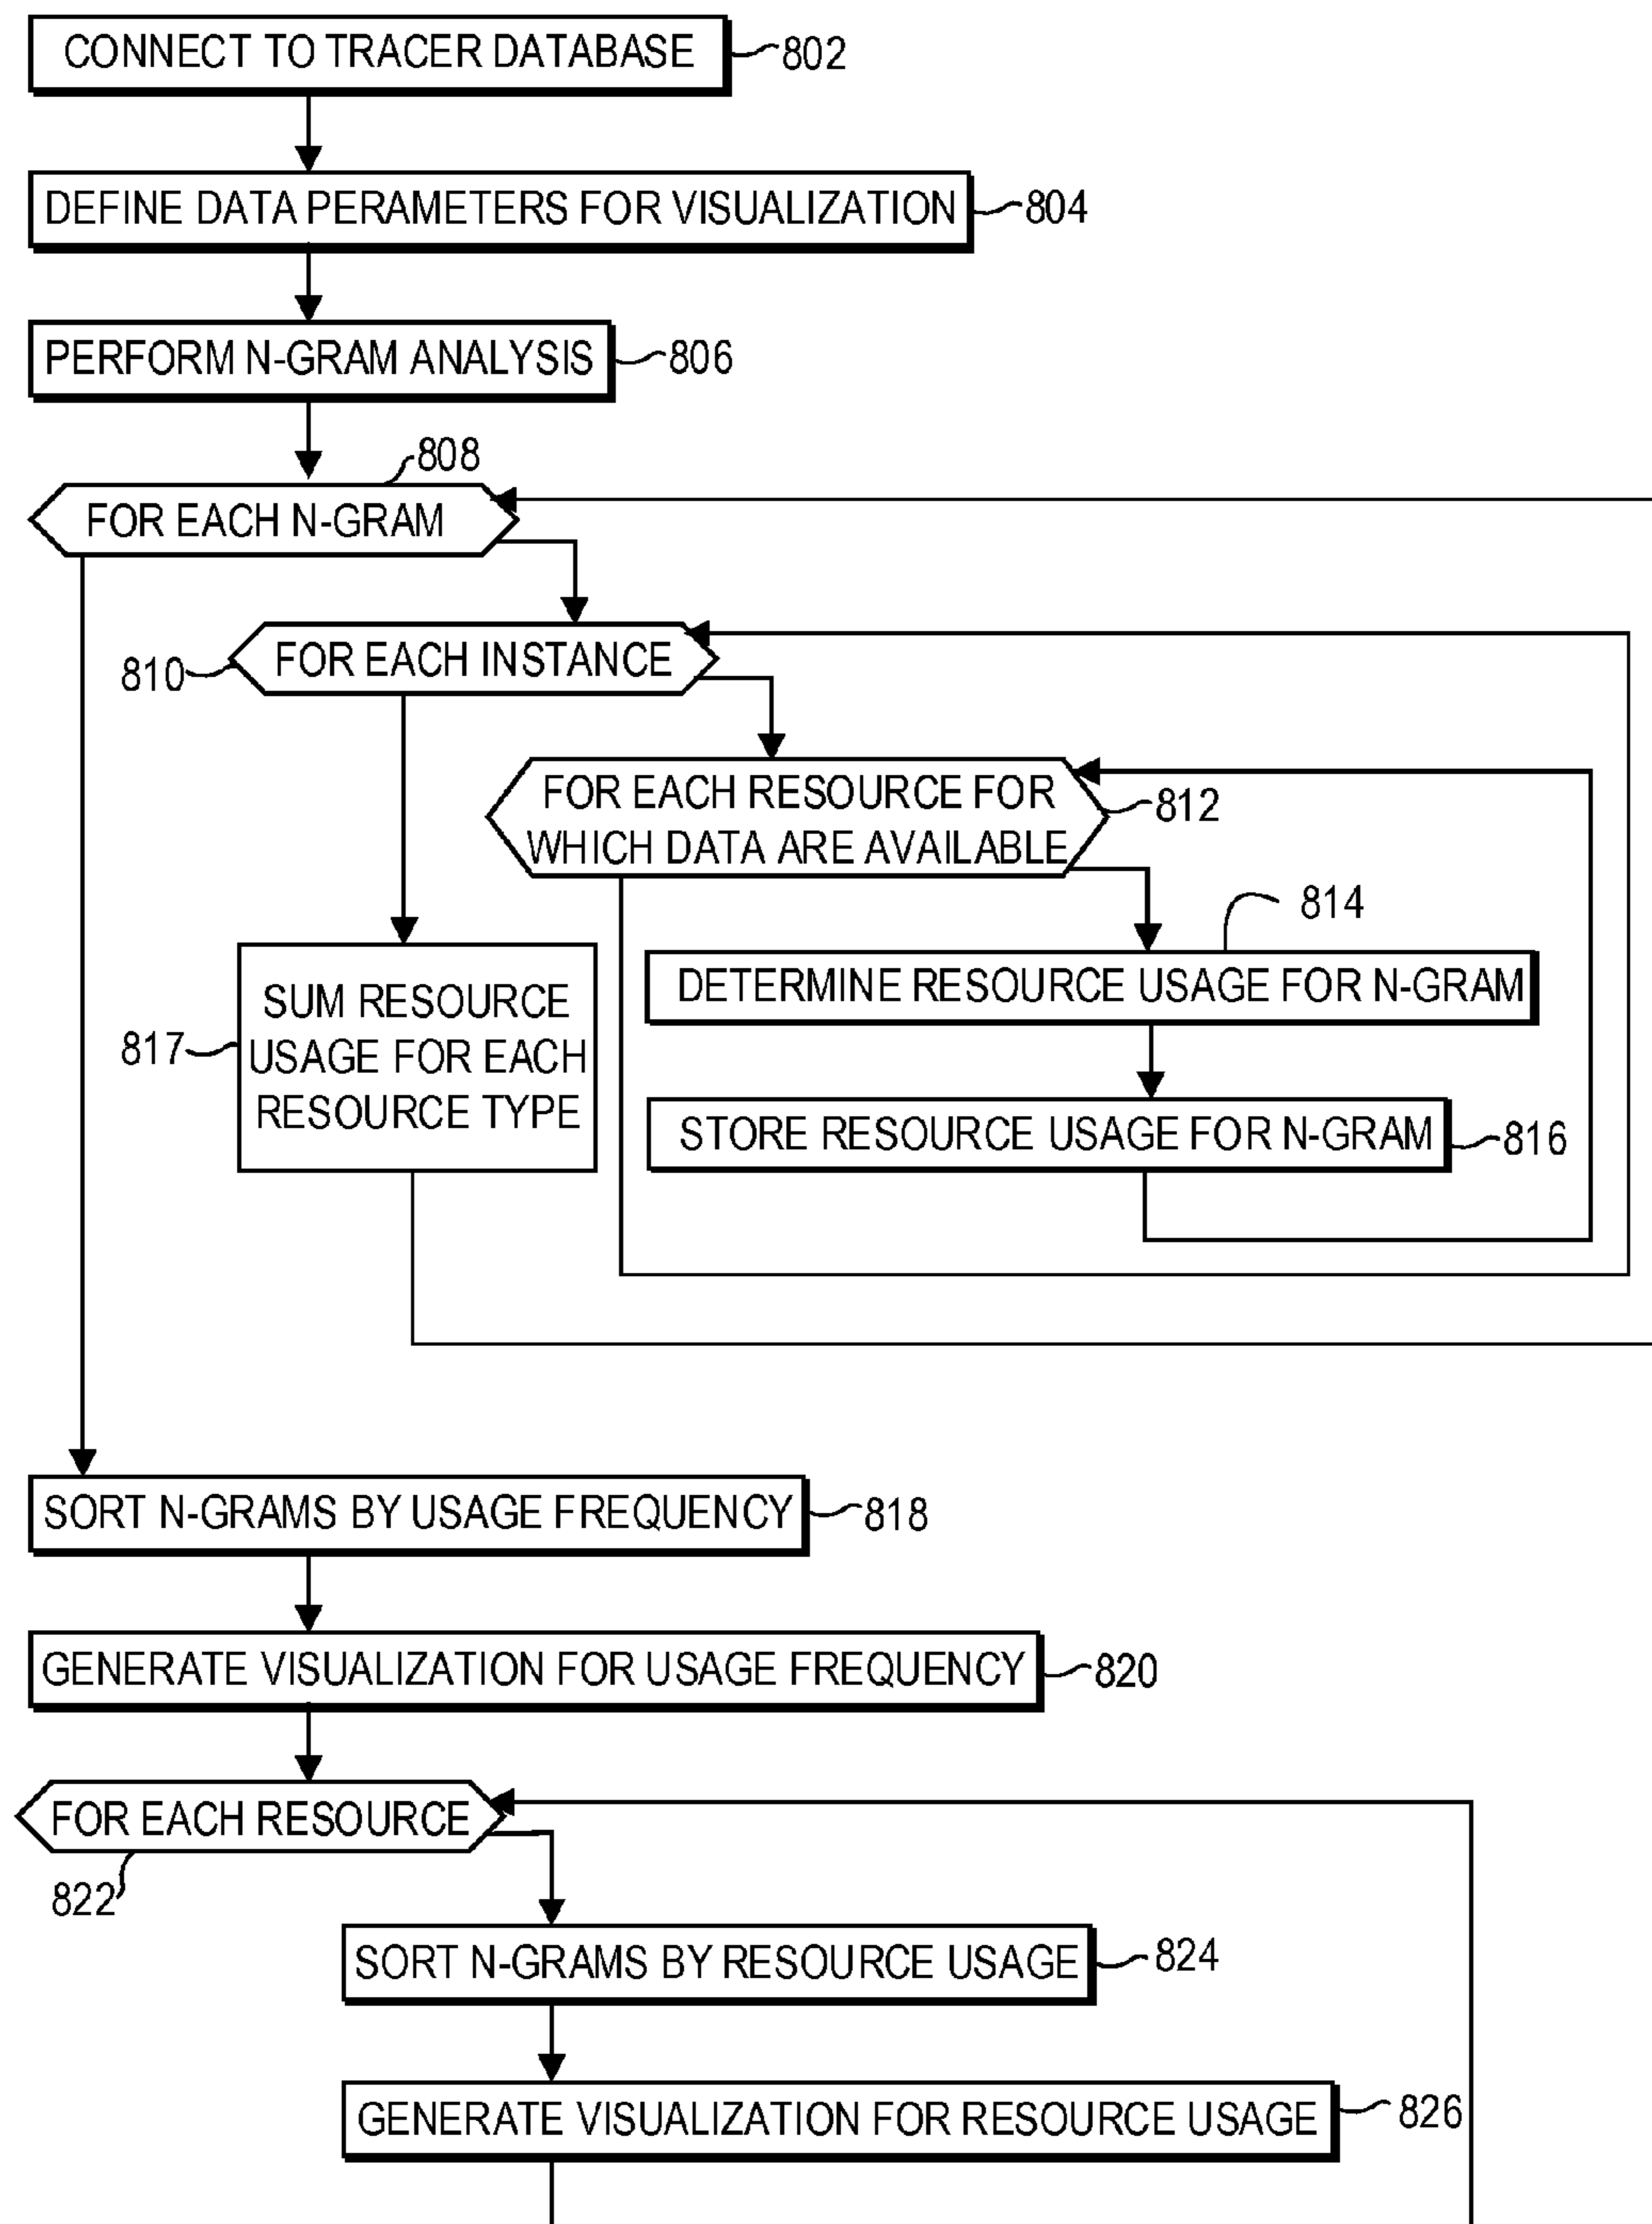 CONNECT TO TRACER DATABASE
802
DEFINE DATA PERAMETERS FOR VISUALIZATION
804
PERFORM N-GRAM ANALYSIS
806
808
FOR EACH N-GRAM
FOR EACH INSTANCE
810
FOR EACH RESOURCE FOR
WHICH DATA ARE AVAILABLE
812
814
DETERMINE RESOURCE USAGE FOR N-GRAM
SUM RESOURCE
USAGE FOR EACH
RESOURCE TYPE
817
STORE RESOURCE USAGE FOR N-GRAM
816
SORT N-GRAMS BY USAGE FREQUENCY
818
GENERATE VISUALIZATION FOR USAGE FREQUENCY
820
FOR EACH RESOURCE
822
SORT N-GRAMS BY RESOURCE USAGE
824
GENERATE VISUALIZATION FOR RESOURCE USAGE
826